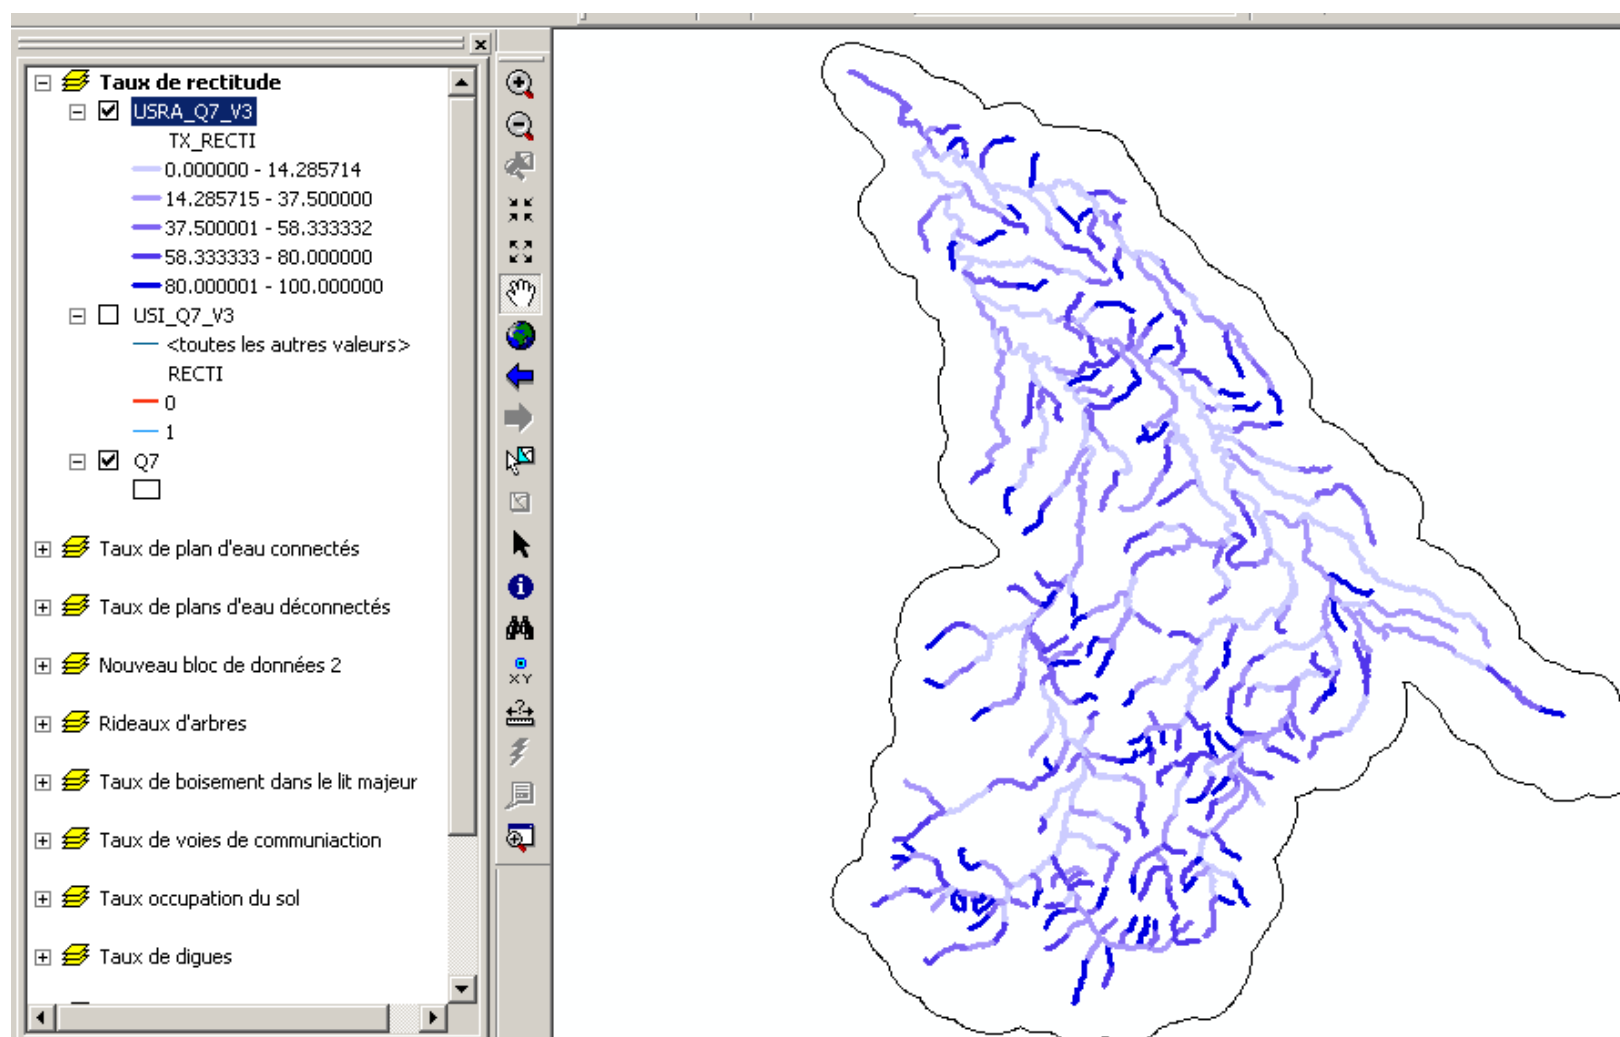 Taux de rectitude
USRA_Q7_V3
TX_RECTI
0.000000 - 14.285714
14.285715 - 37.500000
37.500001 - 58.333332
58.333333 - 80.000000
80.000001 - 100.000000
USI_Q7_V3
<toutes les autres valeurs>
RECTI
0
1
Q7
Taux de plan d'eau connectés
Taux de plans d'eau déconnectés
Nouveau bloc de données 2
Rideaux d'arbres
Taux de boisement dans le lit majeur
Taux de voies de communiaction
Taux occupation du sol
Taux de digues
XY